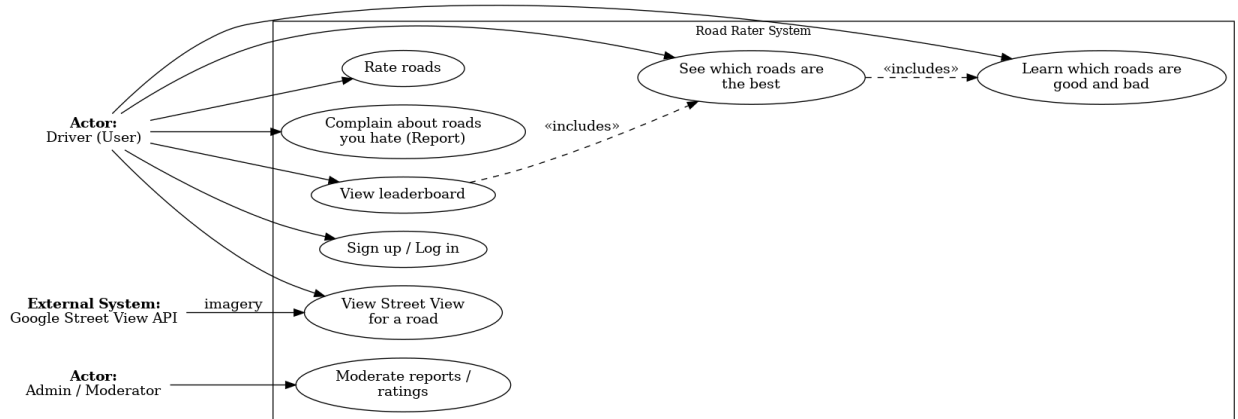 Road Rater System
Rate roads
See which roads are
the best
«includes»
Learn which roads are
good and bad
Actor:
Driver (User)
Complain about roads
you hate (Report)
«includes»
View leaderboard
Sign up / Log in
External System:
Google Street View API
imagery
View Street View
for a road
Actor:
Admin / Moderator
Moderate reports /
ratings